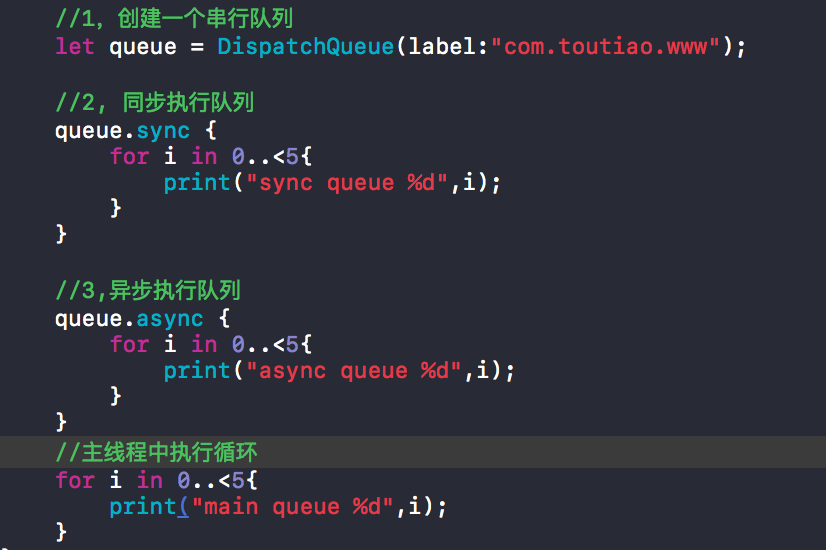 //1，创建一个串行队列
let queue = DispatchQueue(label:"com.toutiao.www");
//2, 同步执行队列
queue.sync {
for i in 0..<5{
print("sync queue %d",i);
}
}
//3,异步执行队列
queue.async {
for i in 0..<5{
print("async queue %d",i);
}
}
//主线程中执行循环
for i in 0..<5{
print("main queue %d",i);
}